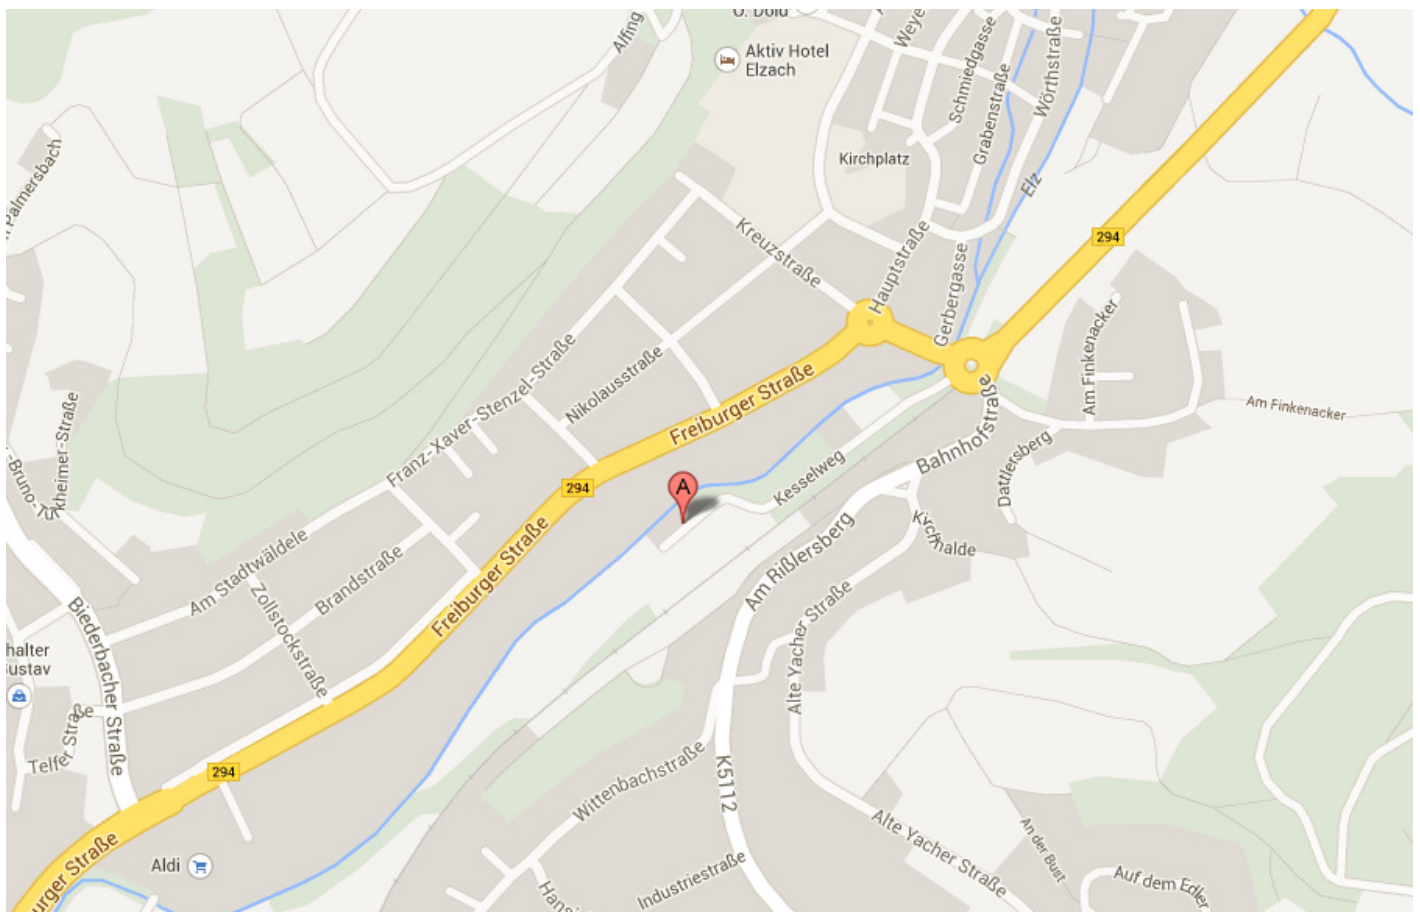 O. Dold
Alfing
Weye
Aktiv Hotel
Elzach
Schmiedgasse
Wörthstraße
Grabenstraße
Kirchplatz
Palmersbach
Elz
Kreuzstraße
Hauptstraße
294
Gerbergasse
Am Finkenacker
Franz-Xaver-Stenzel-Straße
Nikolausstraße
Freiburger Straße
Bahnhofstraße
Am Finkenacker
Dattlersberg
294
A
Kesselweg
Kirchhalde
Am Rißlersberg
Am Stadtwäldele
Brandstraße
Freiburger Straße
Zollstockstraße
Alte Yacher Straße
Biederbacher Straße
halter
Gustav
Telfer Straße
294
Wittenbachstraße
K5112
Alte Yacher Straße
An der Bust
Auf dem Edler
Aldi
Industriestraße
Hansj
urger Straße